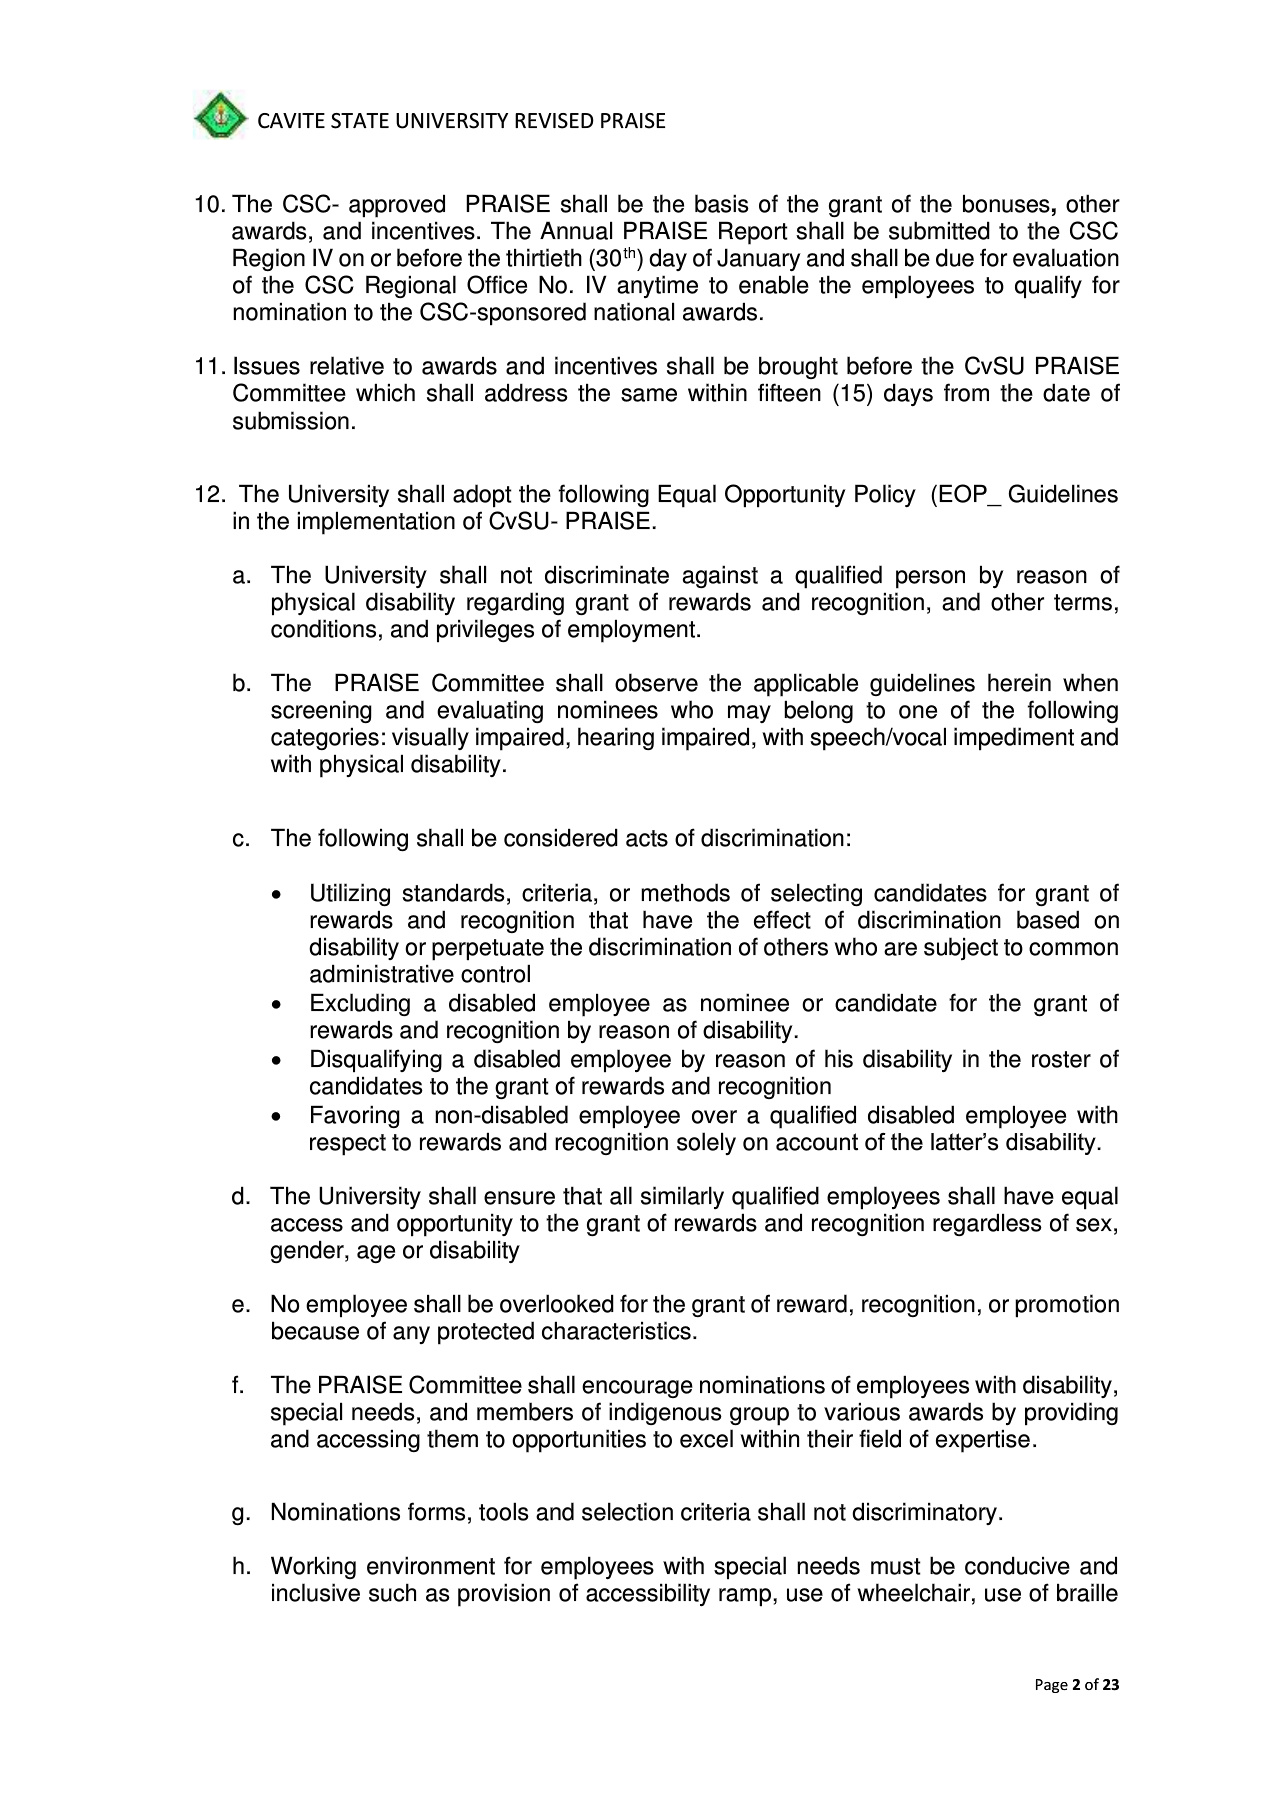 CAVITE STATE UNIVERSITY REVISED PRAISE
10. The CSC- approved PRAISE shall be the basis of the grant of the bonuses, other
awards, and incentives. The Annual PRAISE Report shall be submitted to the CSC
Region IV on or before the thirtieth (30th) day of January and shall be due for evaluation
of the CSC Regional Office No. IV anytime to enable the employees to qualify for
nomination to the CSC-sponsored national awards.
11. Issues relative to awards and incentives shall be brought before the CvSU PRAISE
Committee which shall address the same within fifteen (15) days from the date of
submission.
12. The University shall adopt the following Equal Opportunity Policy (EOP_ Guidelines
in the implementation of CvSU- PRAISE.
a. The University shall not discriminate against a qualified person by reason of
physical disability regarding grant of rewards and recognition, and other terms,
conditions, and privileges of employment.
b. The PRAISE Committee shall observe the applicable guidelines herein when
screening and evaluating nominees who may belong to one of the following
categories: visually impaired, hearing impaired, with speech/vocal impediment and
with physical disability.
c. The following shall be considered acts of discrimination:
• Utilizing standards, criteria, or methods of selecting candidates for grant of
rewards and recognition that have the effect of discrimination based on
disability or perpetuate the discrimination of others who are subject to common
administrative control
• Excluding a disabled employee as nominee or candidate for the grant of
rewards and recognition by reason of disability.
• Disqualifying a disabled employee by reason of his disability in the roster of
candidates to the grant of rewards and recognition
• Favoring a non-disabled employee over a qualified disabled employee with
respect to rewards and recognition solely on account of the latter’s disability.
d. The University shall ensure that all similarly qualified employees shall have equal
access and opportunity to the grant of rewards and recognition regardless of sex,
gender, age or disability
e. No employee shall be overlooked for the grant of reward, recognition, or promotion
because of any protected characteristics.
f. The PRAISE Committee shall encourage nominations of employees with disability,
special needs, and members of indigenous group to various awards by providing
and accessing them to opportunities to excel within their field of expertise.
g. Nominations forms, tools and selection criteria shall not discriminatory.
h. Working environment for employees with special needs must be conducive and
inclusive such as provision of accessibility ramp, use of wheelchair, use of braille
Page 2 of 23